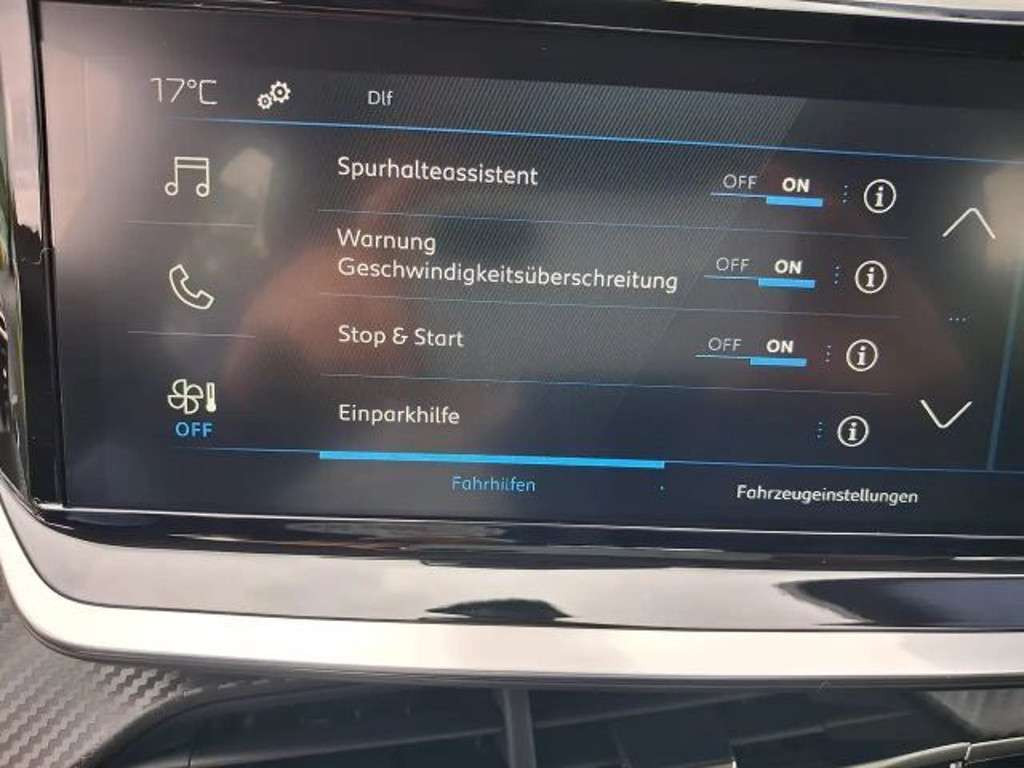 17°C Dlf
Spurhalteassistent OFF ON i
Warnung
Geschwindigkeitsüberschreitung OFF ON i
Stop & Start OFF ON i
Einparkhilfe i
OFF
Fahrhilfen Fahrzeugeinstellungen